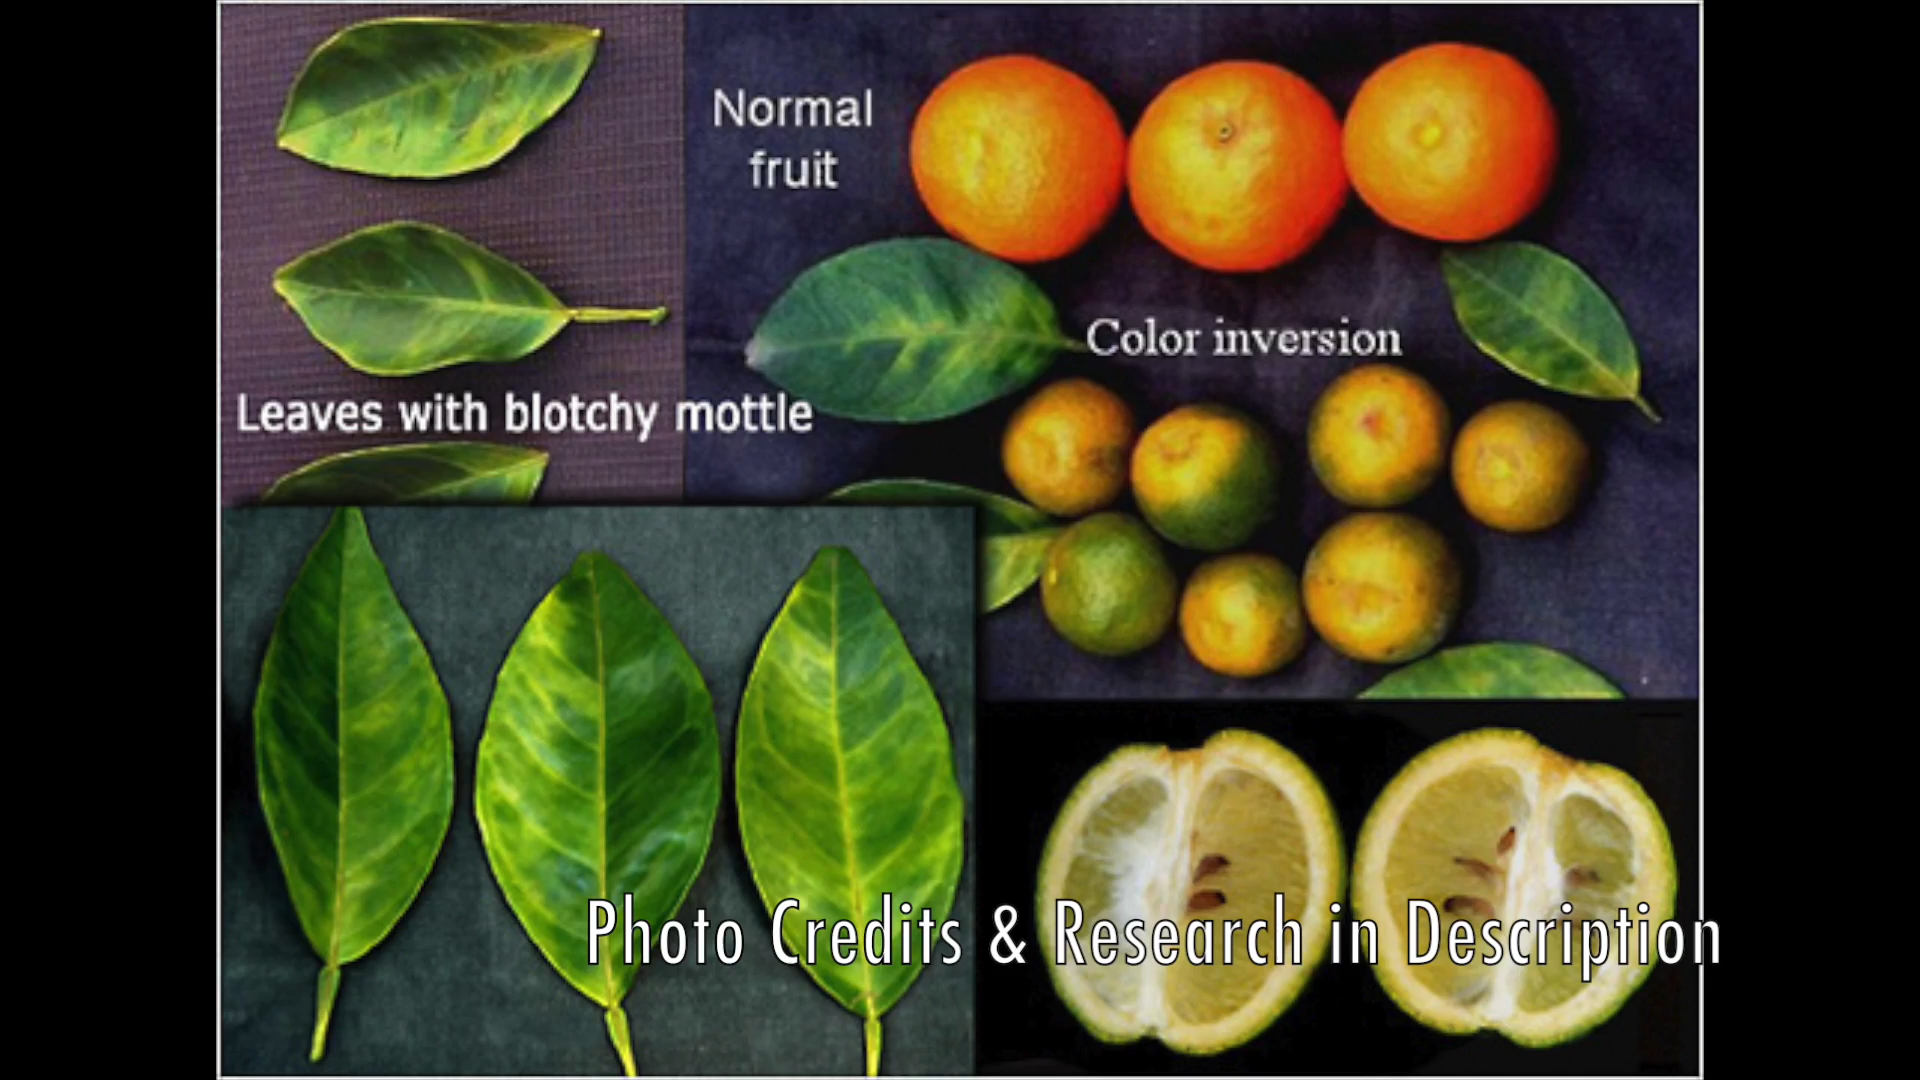 Normal
fruit
Color inversion
Leaves with blotchy mottle
Photo Credits & Research in Description